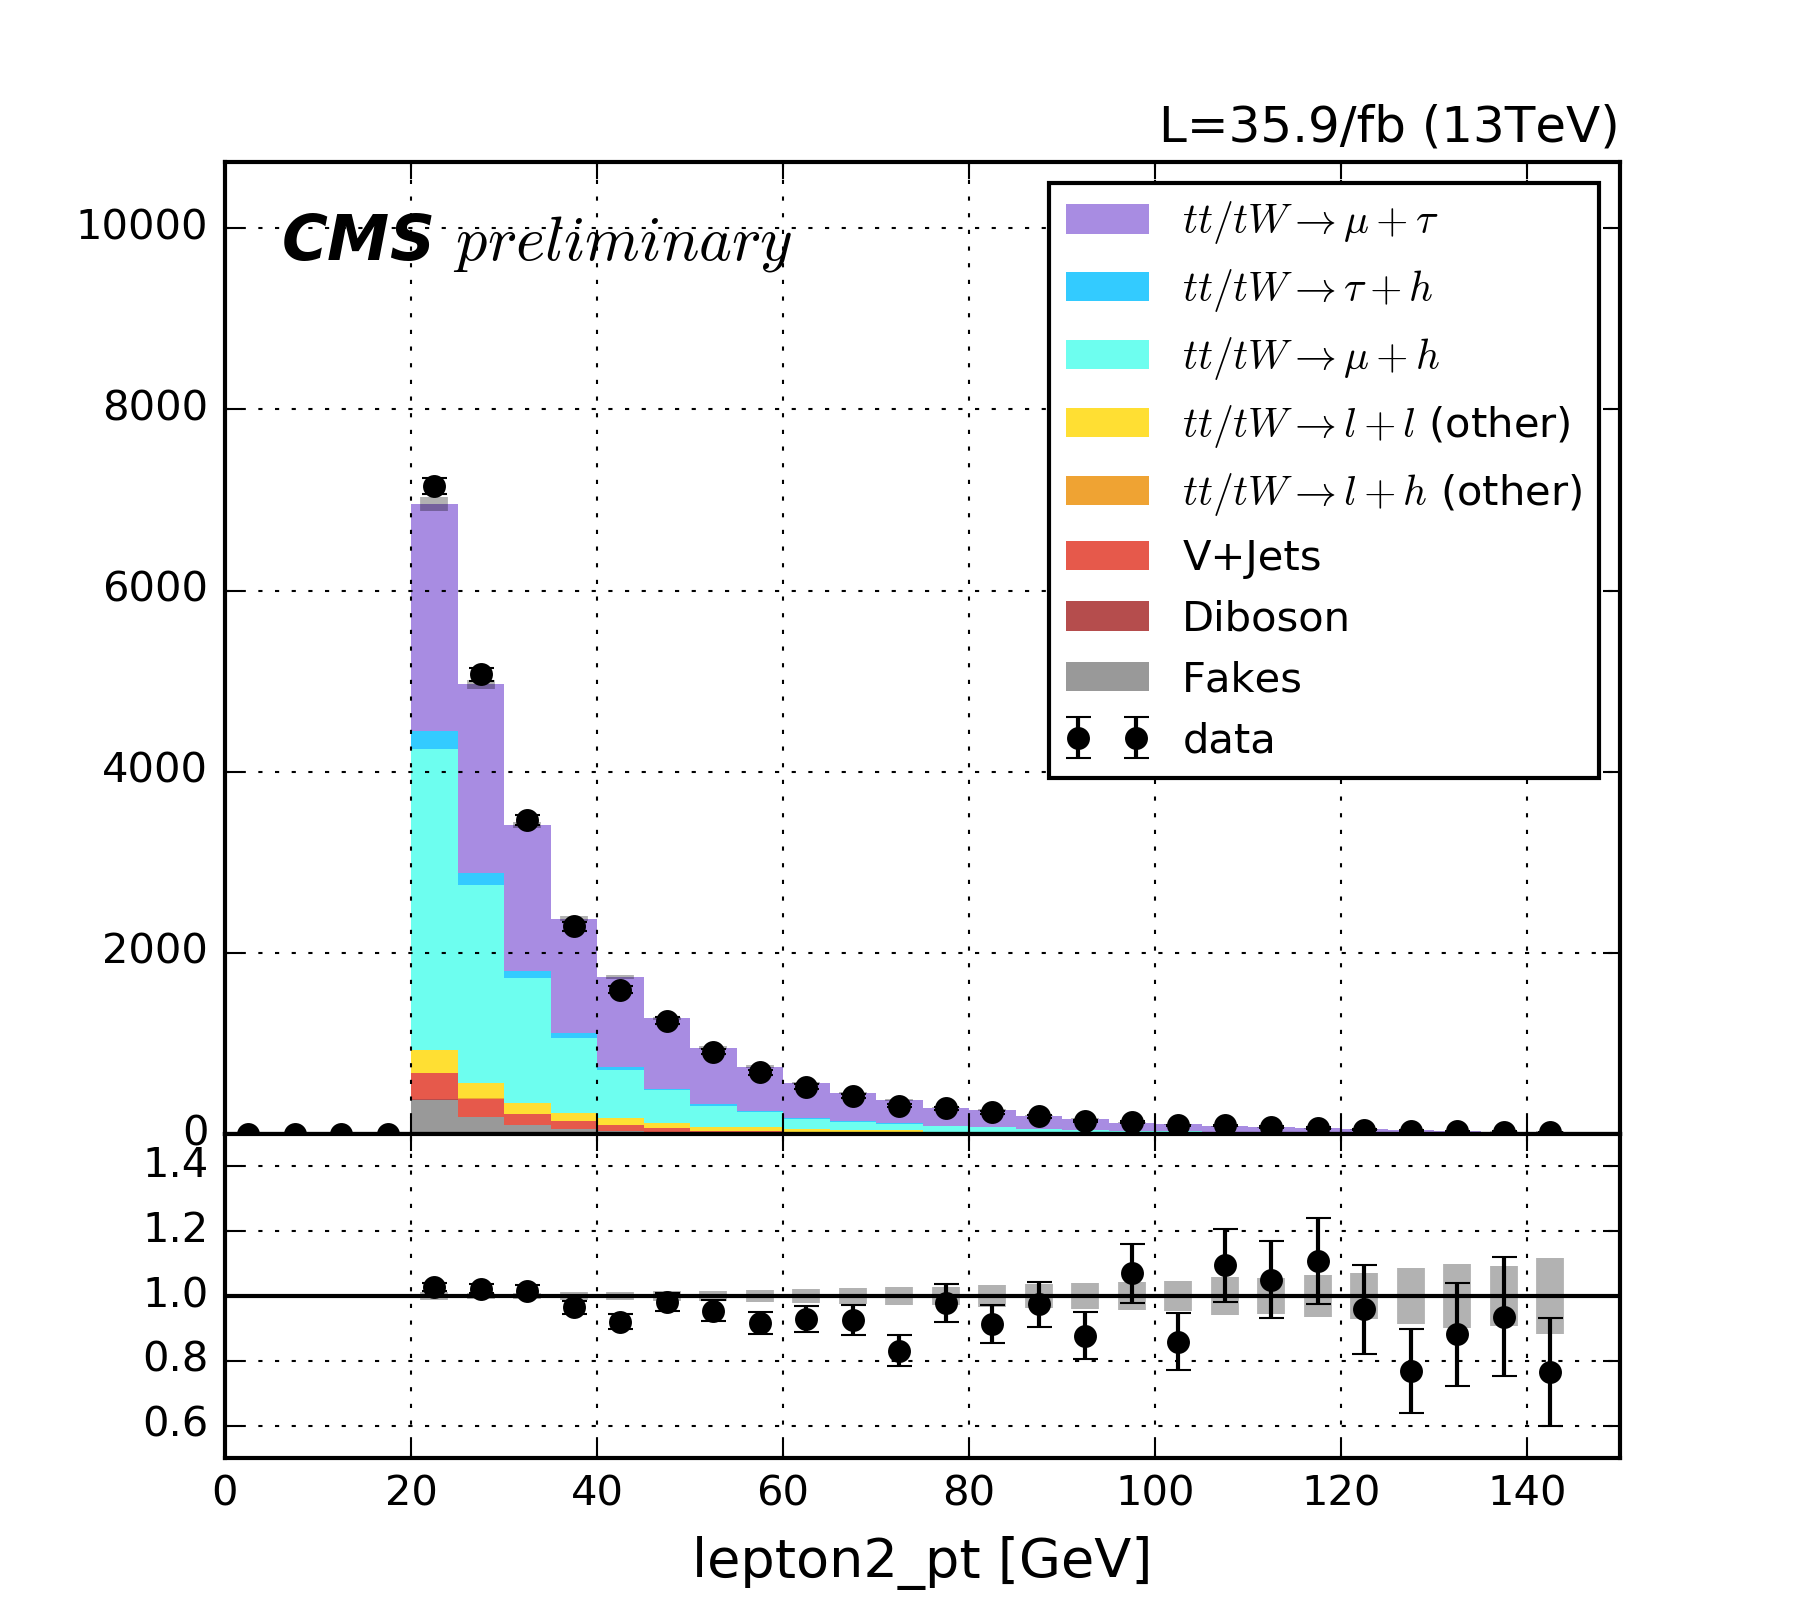 L=35.9/fb (13TeV)
CMS preliminary
tt/tW→μ+τ
tt/tW→τ+h
tt/tW→μ+h
tt/tW→l+l (other)
tt/tW→l+h (other)
V+Jets
Diboson
Fakes
data
10000
8000
6000
4000
2000
0
1.4
1.2
1.0
0.8
0.6
0 20 40 60 80 100 120 140
lepton2_pt [GeV]